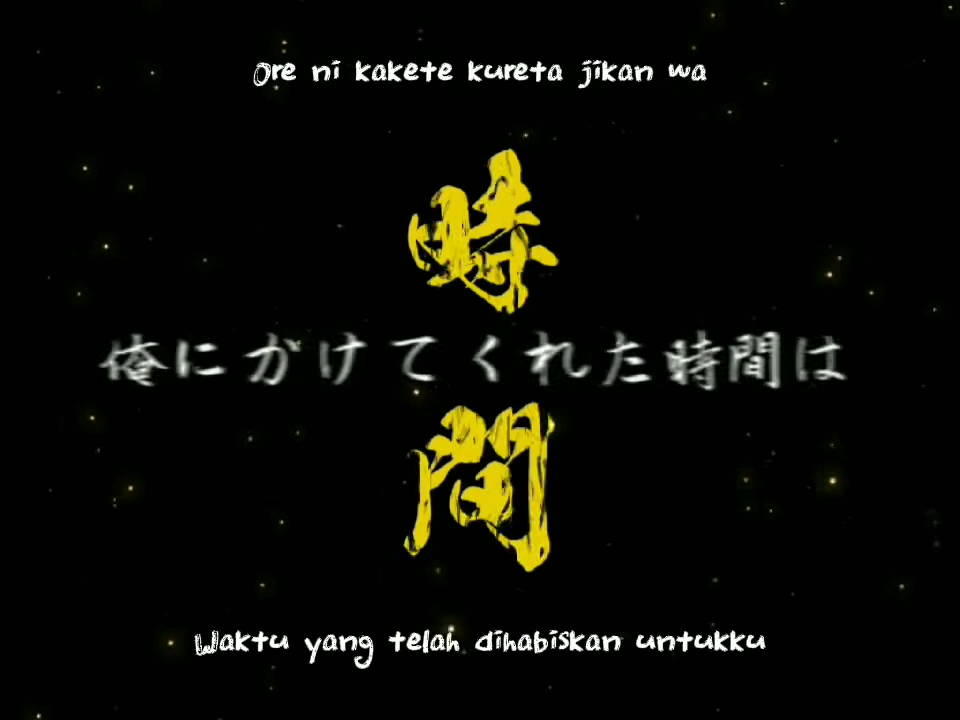 Ore ni kakete kureta jikan wa
時
俺にかけてくれた時間は
間
Waktu yang telah dihabiskan untukku